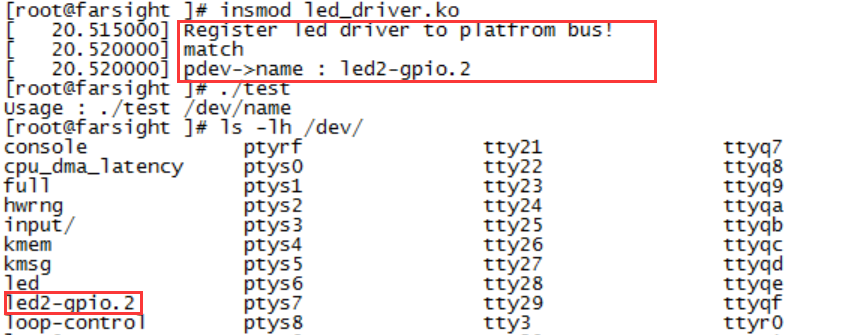 [root@farsight ]# insmod led_driver.ko
[   20.515000] Register led driver to platfrom bus!
[   20.520000] match
[   20.520000] pdev->name : led2-gpio.2
[root@farsight ]# ./test
Usage : ./test /dev/name
[root@farsight ]# ls -lh /dev/
console ptyrf tty21 ttyq7
cpu_dma_latency ptys0 tty22 ttyq8
full ptys1 tty23 ttyq9
hwrng ptys2 tty24 ttyqa
input/ ptys3 tty25 ttyqb
kmem ptys4 tty26 ttyqc
kmsg ptys5 tty27 ttyqd
led ptys6 tty28 ttyqe
led2-gpio.2 ptys7 tty29 ttyqf
loop-control ptys8 tty3 ttyr0